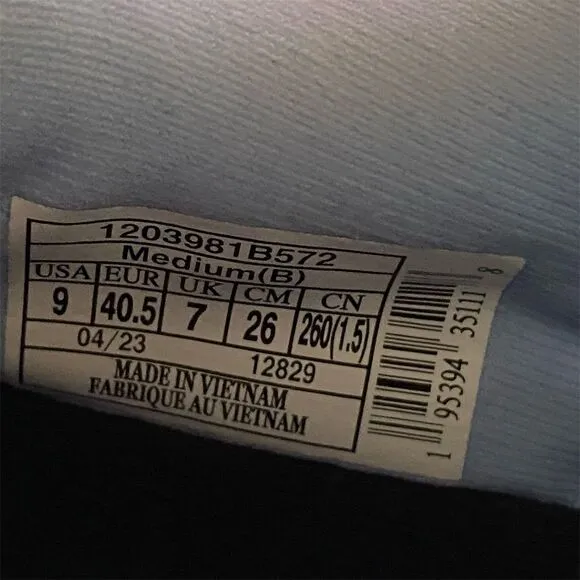 1203981B572
Medium(B)
USA EUR UK CM CN
9 40.5 7 26 260(1.5)
04/23 12829
MADE IN VIETNAM
FABRIQUE AU VIETNAM
1 95394 35111 8